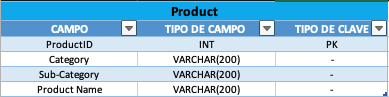 Product
CAMPO TIPO DE CAMPO TIPO DE CLAVE
ProductID INT PK
Category VARCHAR(200) -
Sub-Category VARCHAR(200) -
Product Name VARCHAR(200) -